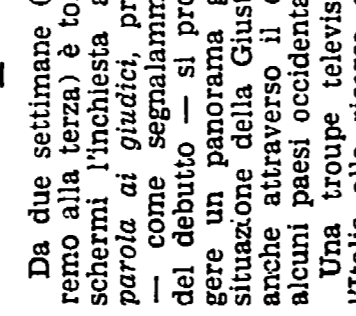 Da due settimane (
remo alla terza) è to
schermi l'inchiesta a
parola ai giudici, pr
— come segnalamm
del debutto — si pro
gere un panorama g
situazione della Giust
anche attraverso il c
alcuni paesi occidenta
Una troupe televis